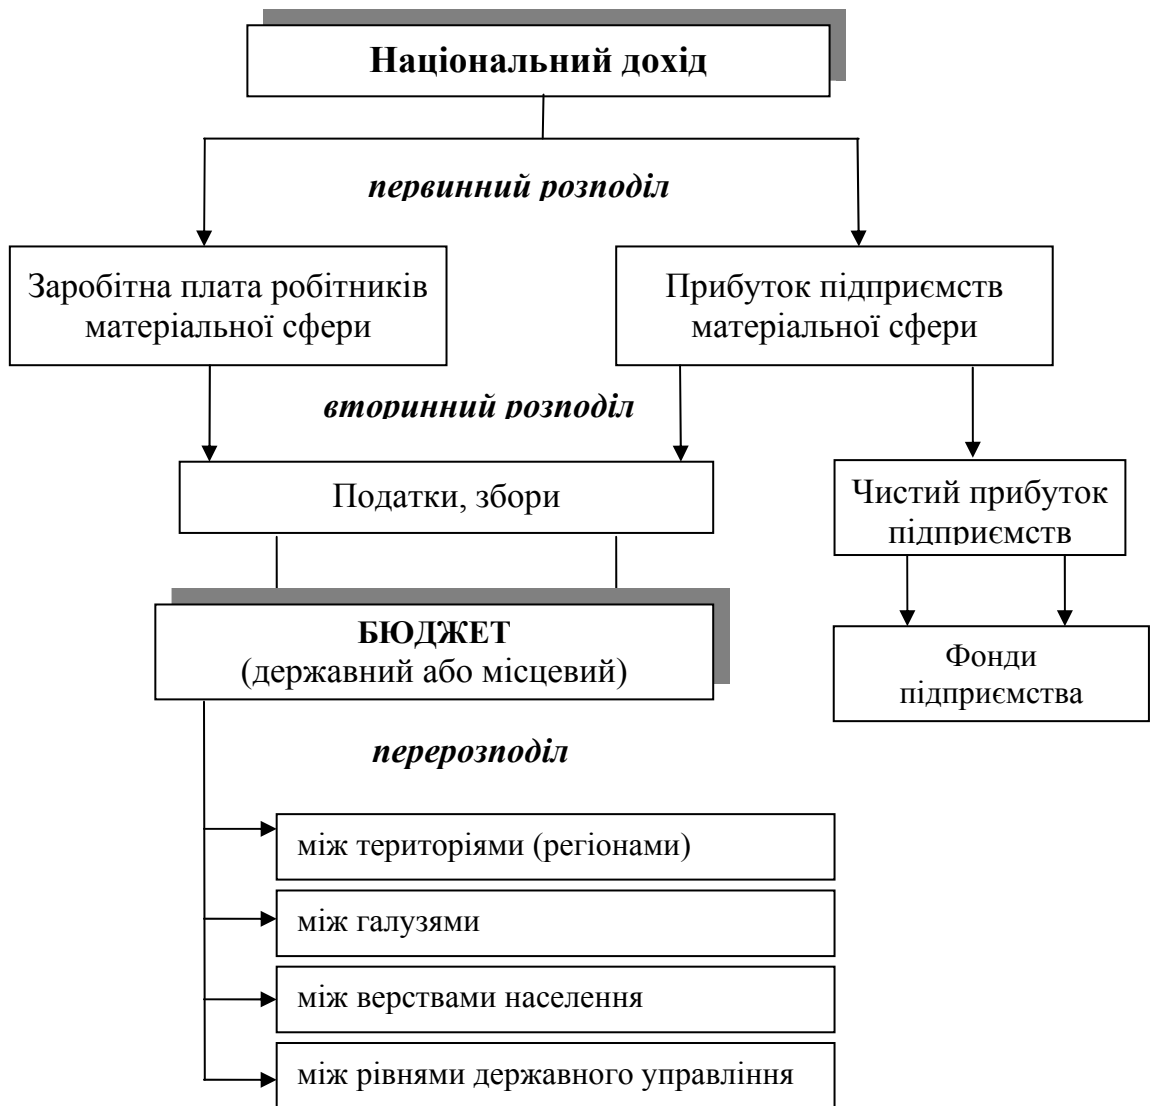 Національний дохід
первинний розподіл
Заробітна плата робітників
матеріальної сфери
Прибуток підприємств
матеріальної сфери
вторинний розподіл
Податки, збори
Чистий прибуток
підприємств
БЮДЖЕТ
(державний або місцевий)
Фонди
підприємства
перерозподіл
між територіями (регіонами)
між галузями
між верствами населення
між рівнями державного управління